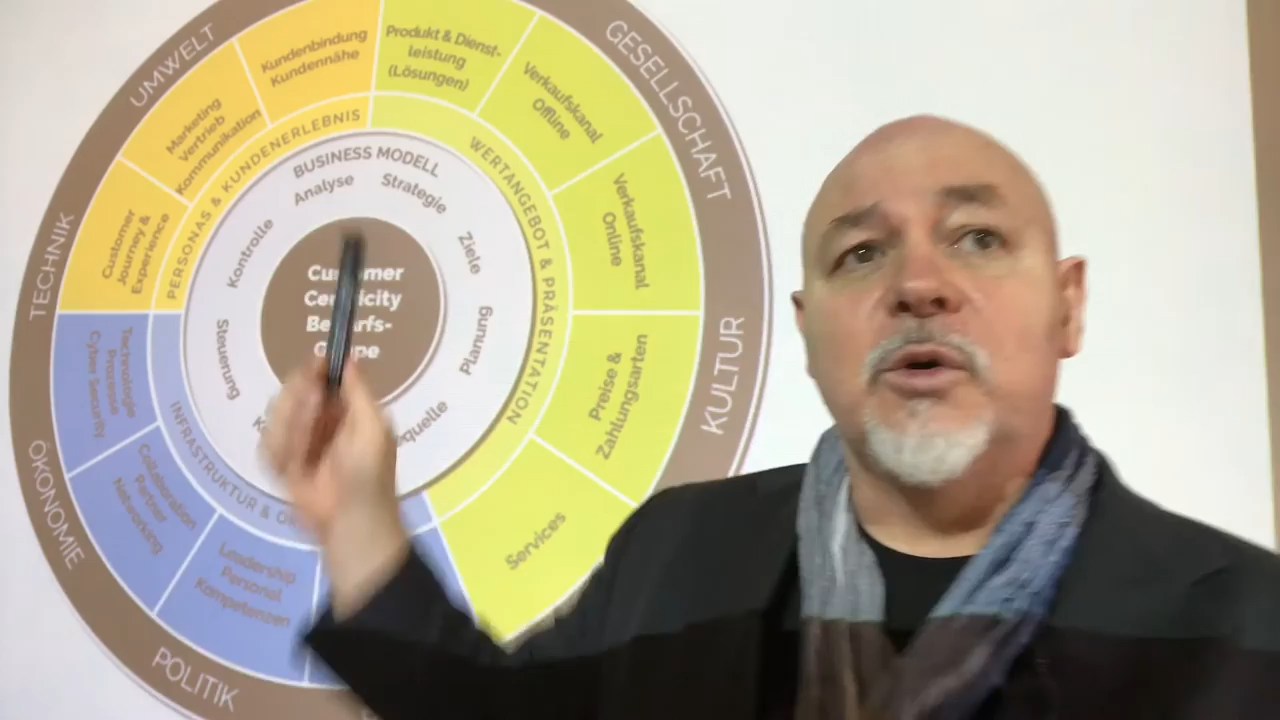 UMWELT
GESELLSCHAFT
KULTUR
POLITIK
ÖKONOMIE
TECHNIK
Kundenbindung
Kundennähe
Produkt & Dienst-
leistung
(Lösungen)
Verkaufskanal
Offline
Verkaufskanal
Online
Preise &
Zahlungsarten
Services
Leadership
Personal
Kompetenzen
Collaboration
Partner
Networking
Technologie
Prozesse
Cyber Security
Customer
Journey &
Experience
Marketing
Vertrieb
Kommunikation
PERSONAS & KUNDENERLEBNIS
WERTANGEBOT & PRÄSENTATION
INFRASTRUKTUR &
BUSINESS MODELL
Analyse
Strategie
Ziele
Planung
Steuerung
Kontrolle